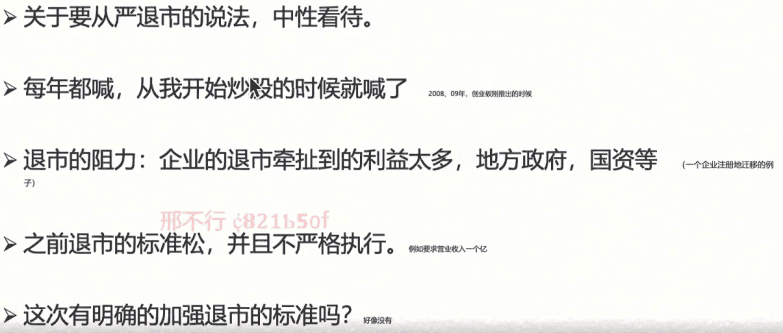 ➢ 关于要从严退市的说法，中性看待。
➢ 每年都喊，从我开始炒股的时候就喊了 2008、09年，创业板刚推出的时候
➢ 退市的阻力：企业的退市牵扯到的利益太多，地方政府，国资等 （一个企业注册地迁移的例
子）
邢不行 ¢821b5of
➢ 之前退市的标准松，并且不严格执行。 例如要求营业收入一个亿
➢ 这次有明确的加强退市的标准吗？ 好像没有